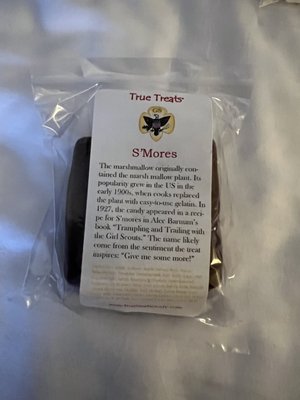 True Treats
GS
S'Mores
The marshmallow originally con-
tained the marsh mallow plant. Its
popularity grew in the US in the
early 1900s, when cooks replaced
the plant with easy-to-use gelatin. In
1927, the candy appeared in a reci-
pe for S'mores in Alec Barnum's
book "Trampling and Trailing with
the Girl Scouts." The name likely
come from the sentiment the treat
inspires: "Give me some more!"